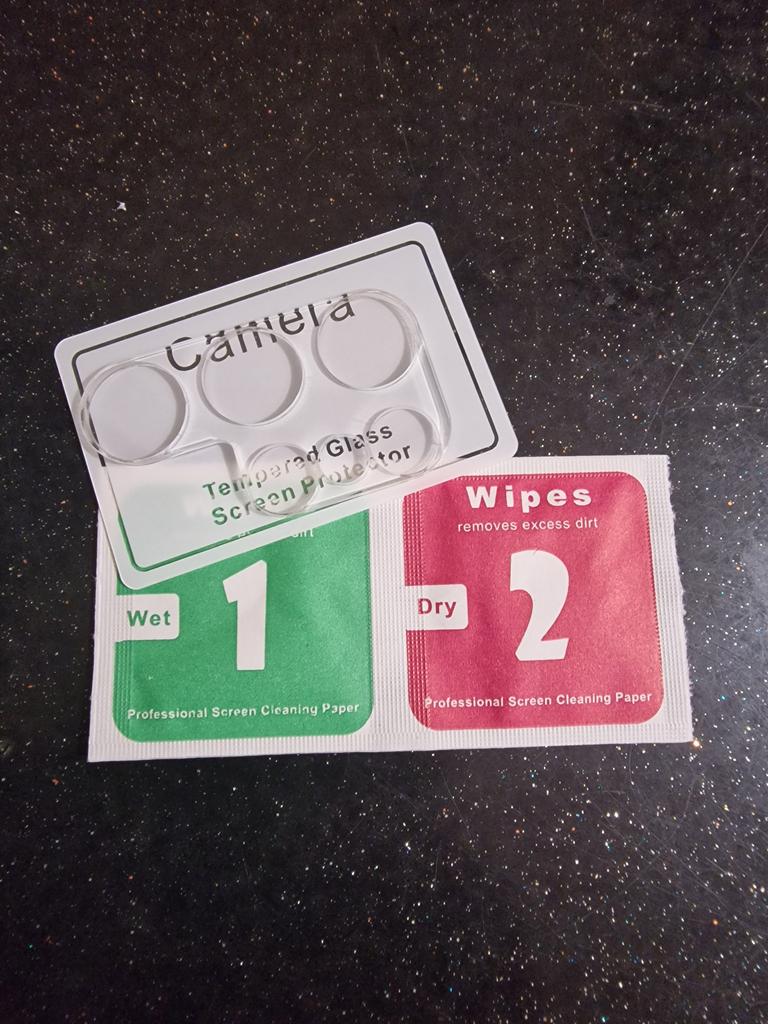 Camera
Tempered Glass
Screen Protector
Wet
1
Professional Screen Cleaning Paper
Wipes
removes excess dirt
Dry
2
Professional Screen Cleaning Paper